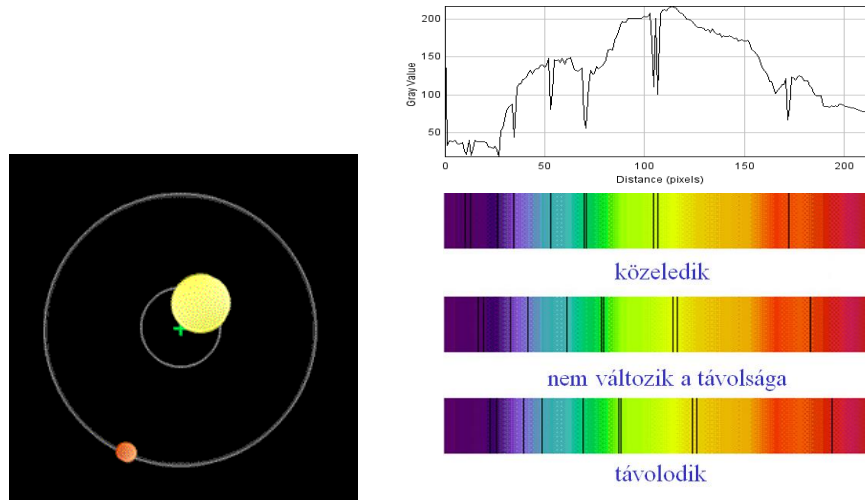 200
150
100
50
Gray Value
0
50
100
150
200
Distance (pixels)
közeledik
nem változik a távolsága
távolodik